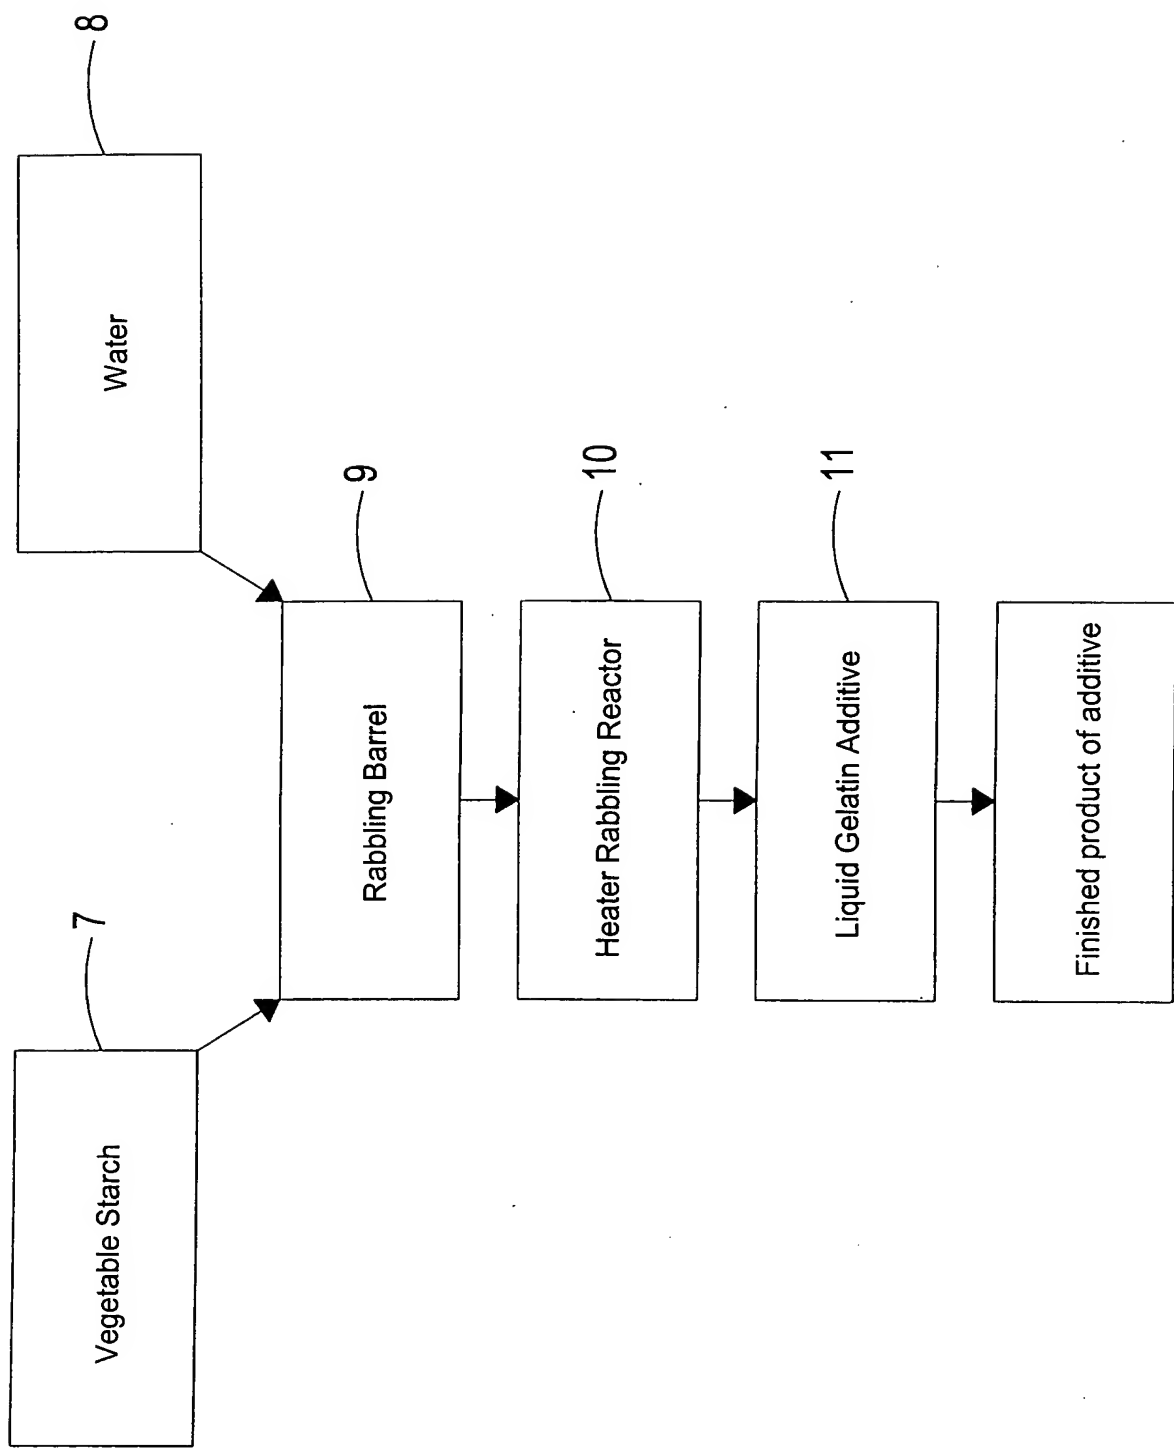 7
8
Vegetable Starch
Water
9
Rabbling Barrel
10
Heater Rabbling Reactor
11
Liquid Gelatin Additive
Finished product of additive